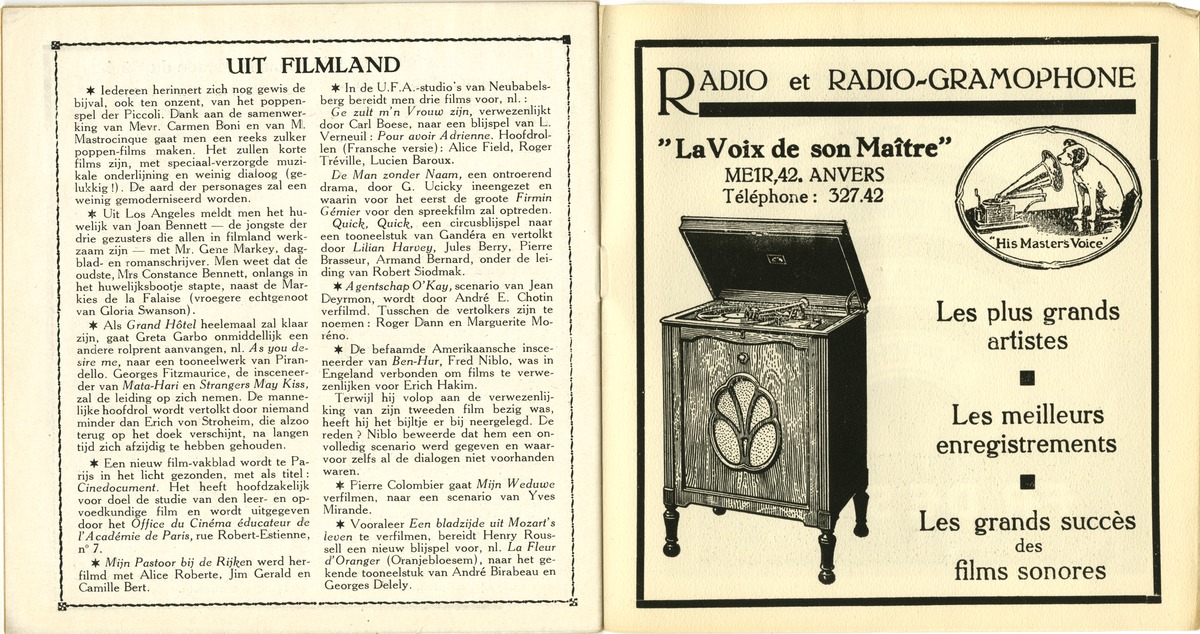 UIT FILMLAND
✶ Iedereen herinnert zich nog gewis de
bijval, ook ten onzent, van het poppen-
spel der Piccoli. Dank aan de samenwer-
king van Mevr. Carmen Boni en van M.
Mastrocinque gaat men een reeks zulker
poppen-films maken. Het zullen korte
films zijn, met speciaal-verzorgde muzi-
kale onderlijning en weinig dialoog (ge-
lukkig !). De aard der personages zal een
weinig gemoderniseerd worden.
✶ Uit Los Angeles meldt men het hu-
welijk van Joan Bennett — de jongste der
drie gezusters die allen in filmland werk-
zaam zijn — met Mr. Gene Markey, dag-
blad- en romanschrijver. Men weet dat de
oudste, Mrs Constance Bennett, onlangs in
het huwelijksbootje stapte, naast de Mar-
kies de la Falaise (vroegere echtgenoot
van Gloria Swanson).
✶ Als Grand Hôtel heelemaal zal klaar
zijn, gaat Greta Garbo onmiddellijk een
andere rolprent aanvangen, nl. As you de-
sire me, naar een tooneelwerk van Piran-
dello. Georges Fitzmaurice, de insceneer-
der van Mata-Hari en Strangers May Kiss,
zal de leiding op zich nemen. De manne-
lijke hoofdrol wordt vertolkt door niemand
minder dan Erich von Stroheim, die alzoo
terug op het doek verschijnt, na langen
tijd zich afzijdig te hebben gehouden.
✶ Een nieuw film-vakblad wordt te Pa-
rijs in het licht gezonden, met als titel :
Cinedocument. Het heeft hoofdzakelijk
voor doel de studie van den leer- en op-
voedkundige film en wordt uitgegeven
door het Office du Cinéma éducateur de
l'Académie de Paris, rue Robert-Estienne,
n° 7.
✶ Mijn Pastoor bij de Rijken werd her-
filmd met Alice Roberte, Jim Gerald en
Camille Bert.
✶ In de U.F.A.-studio's van Neubabels-
berg bereidt men drie films voor, nl. :
Ge zult m'n Vrouw zijn, verwezenlijkt
door Carl Boese, naar een blijspel van L.
Verneuil : Pour avoir Adrienne. Hoofdrol-
len (Fransche versie) : Alice Field, Roger
Tréville, Lucien Baroux.
De Man zonder Naam, een ontroerend
drama, door G. Ucicky ineengezet en
waarin voor het eerst de groote Firmin
Gémier voor den spreekfilm zal optreden.
Quick, Quick, een circusblijspel naar
een tooneelstuk van Gandéra en vertolkt
door Lilian Harvey, Jules Berry, Pierre
Brasseur, Armand Bernard, onder de lei-
ding van Robert Siodmak.
✶ Agentschap O'Kay, scenario van Jean
Deyrmon, wordt door André E. Chotin
verfilmd. Tusschen de vertolkers zijn te
noemen : Roger Dann en Marguerite Mo-
réno.
✶ De befaamde Amerikaansche insce-
neerder van Ben-Hur, Fred Niblo, was in
Engeland verbonden om films te verwe-
zenlijken voor Erich Hakim.
Terwijl hij volop aan de verwezenlij-
king van zijn tweeden film bezig was,
heeft hij het bijltje er bij neergelegd. De
reden ? Niblo beweerde dat hem een on-
volledig scenario werd gegeven en waar-
voor zelfs al de dialogen niet voorhanden
waren.
✶ Pierre Colombier gaat Mijn Weduwe
verfilmen, naar een scenario van Yves
Mirande.
✶ Vooraleer Een bladzijde uit Mozart's
leven te verfilmen, bereidt Henry Rous-
sell een nieuw blijspel voor, nl. La Fleur
d'Oranger (Oranjebloesem), naar het ge-
kende tooneelstuk van André Birabeau en
Georges Delely.
RADIO et RADIO-GRAMOPHONE
"La Voix de son Maître"
MEIR, 42. ANVERS
Téléphone : 327.42
"His Masters Voice"
Les plus grands
artistes
■
Les meilleurs
enregistrements
■
Les grands succès
des
films sonores